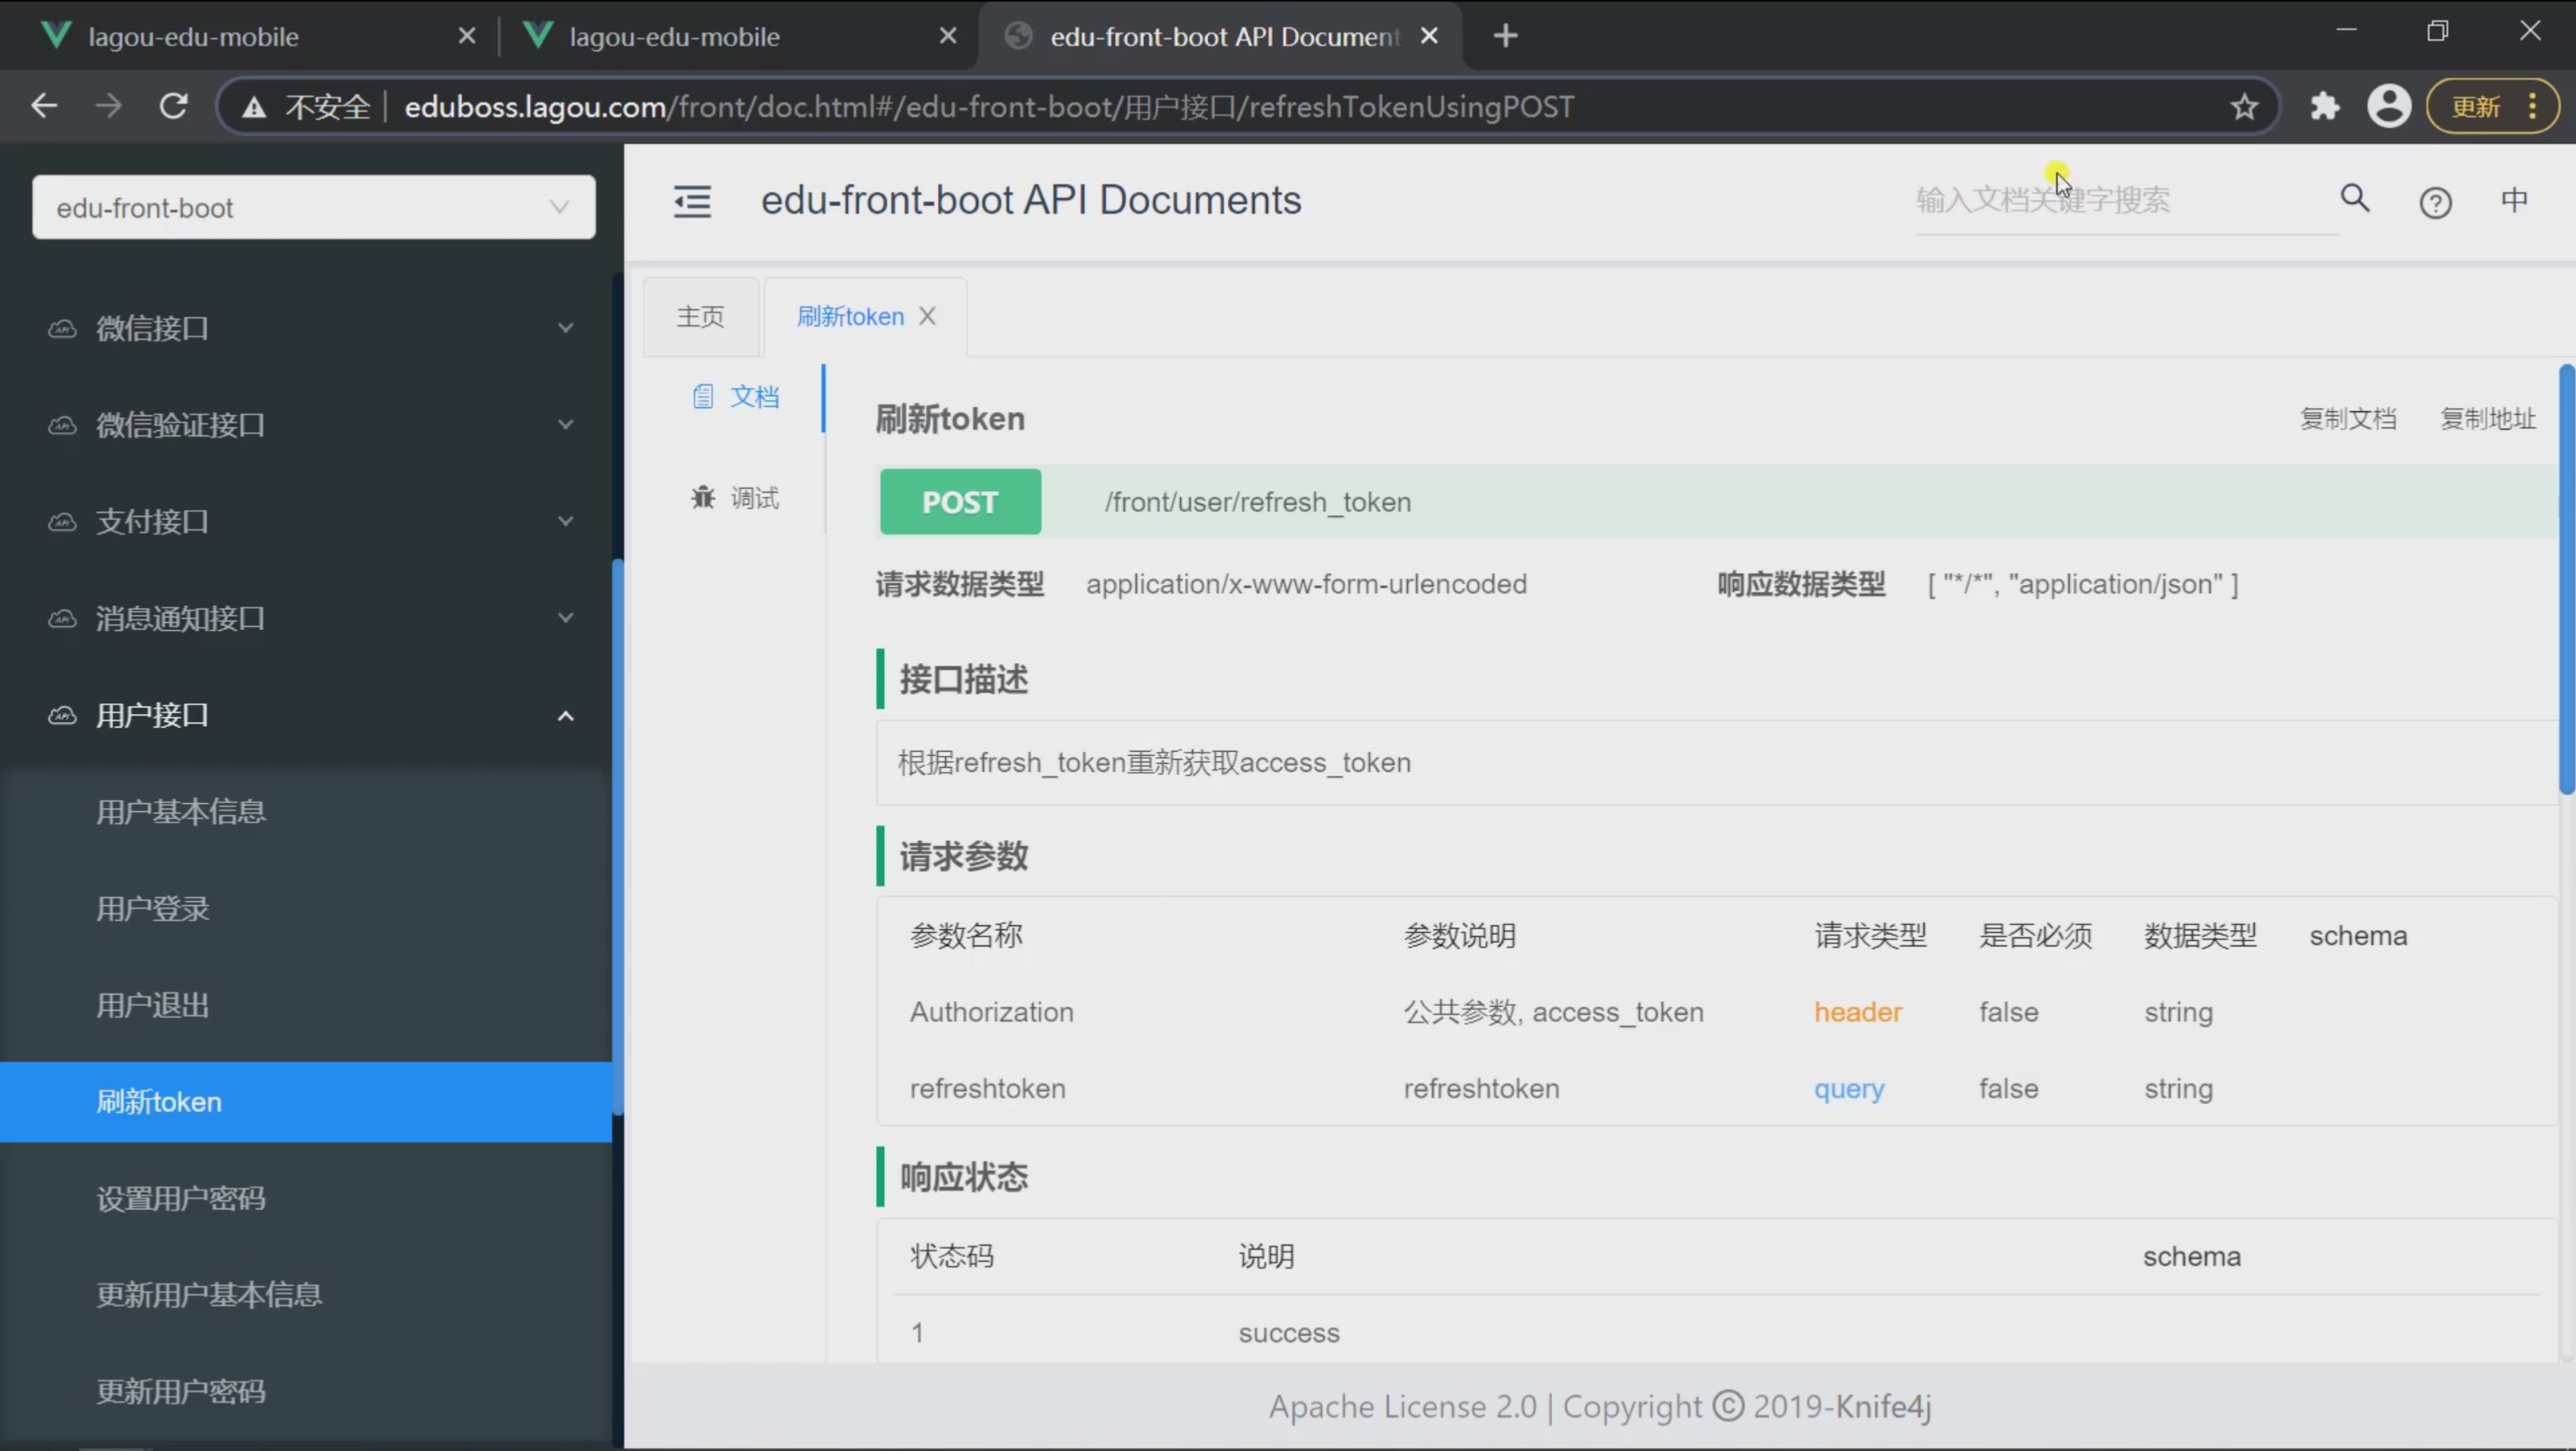 lagou-edu-mobile
lagou-edu-mobile
edu-front-boot API Document
不安全 eduboss.lagou.com/front/doc.html#/edu-front-boot/用户接口/refreshTokenUsingPOST
更新
edu-front-boot
微信接口
微信验证接口
支付接口
消息通知接口
用户接口
用户基本信息
用户登录
用户退出
刷新token
设置用户密码
更新用户基本信息
更新用户密码
edu-front-boot API Documents
输入文档关键字搜索
中
主页
刷新token
文档
调试
刷新token
复制文档 复制地址
POST /front/user/refresh_token
请求数据类型 application/x-www-form-urlencoded 响应数据类型 [ "*/*", "application/json" ]
接口描述
根据refresh_token重新获取access_token
请求参数
参数名称 参数说明 请求类型 是否必须 数据类型 schema
Authorization 公共参数, access_token header false string
refreshtoken refreshtoken query false string
响应状态
状态码 说明 schema
1 success
Apache License 2.0 | Copyright © 2019-Knife4j